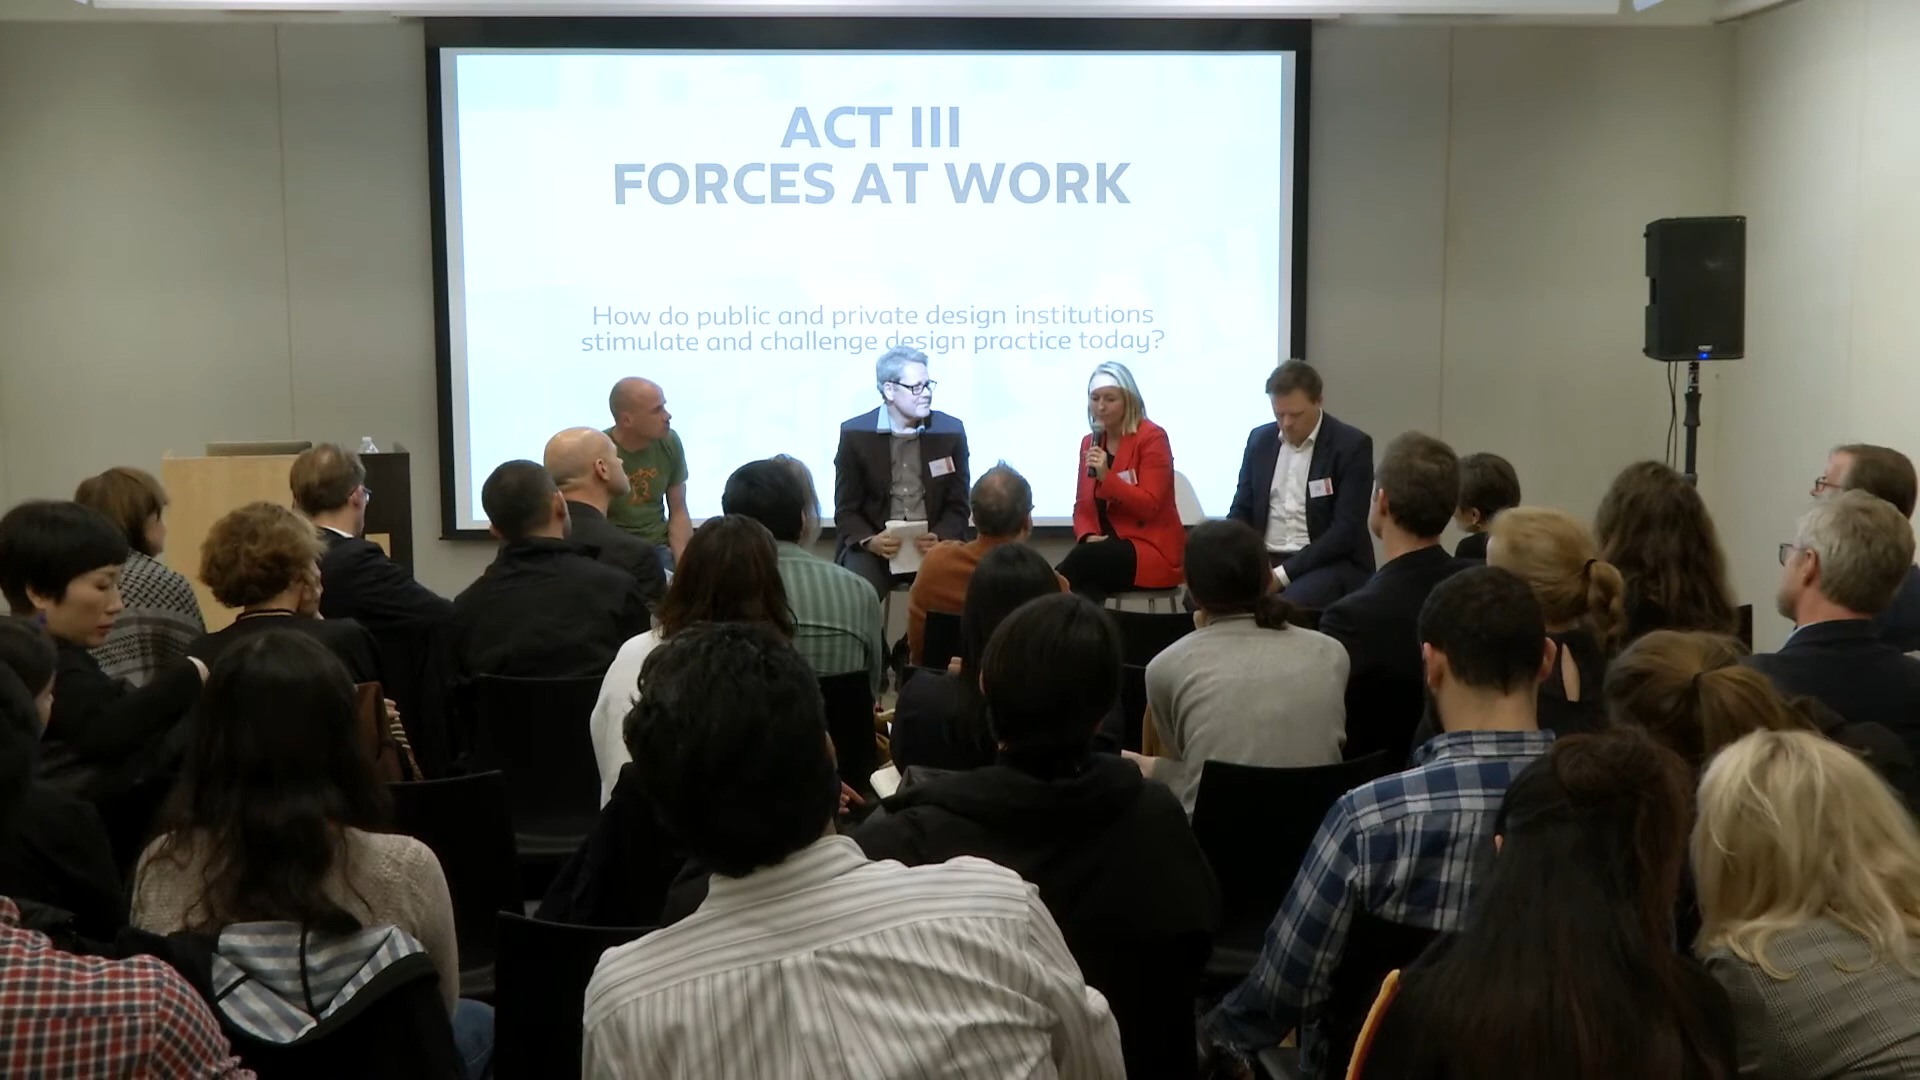 ACT III
FORCES AT WORK
How do public and private design institutions
stimulate and challenge design practice today?